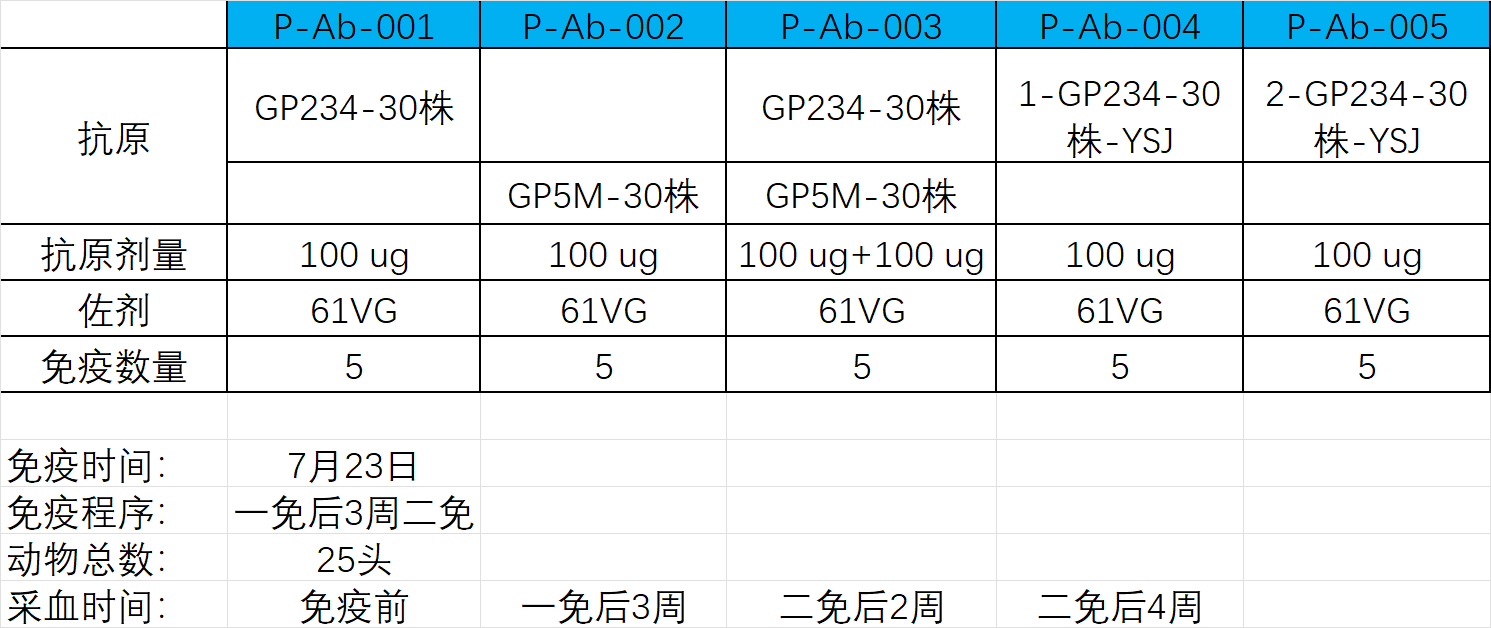 P-Ab-001 P-Ab-002 P-Ab-003 P-Ab-004 P-Ab-005
抗原 GP234-30株 GP234-30株 1-GP234-30株-YSJ 2-GP234-30株-YSJ
GP5M-30株 GP5M-30株
抗原剂量 100 ug 100 ug 100 ug+100 ug 100 ug 100 ug
佐剂 61VG 61VG 61VG 61VG 61VG
免疫数量 5 5 5 5 5
免疫时间: 7月23日
免疫程序: 一免后3周二免
动物总数: 25头
采血时间: 免疫前 一免后3周 二免后2周 二免后4周